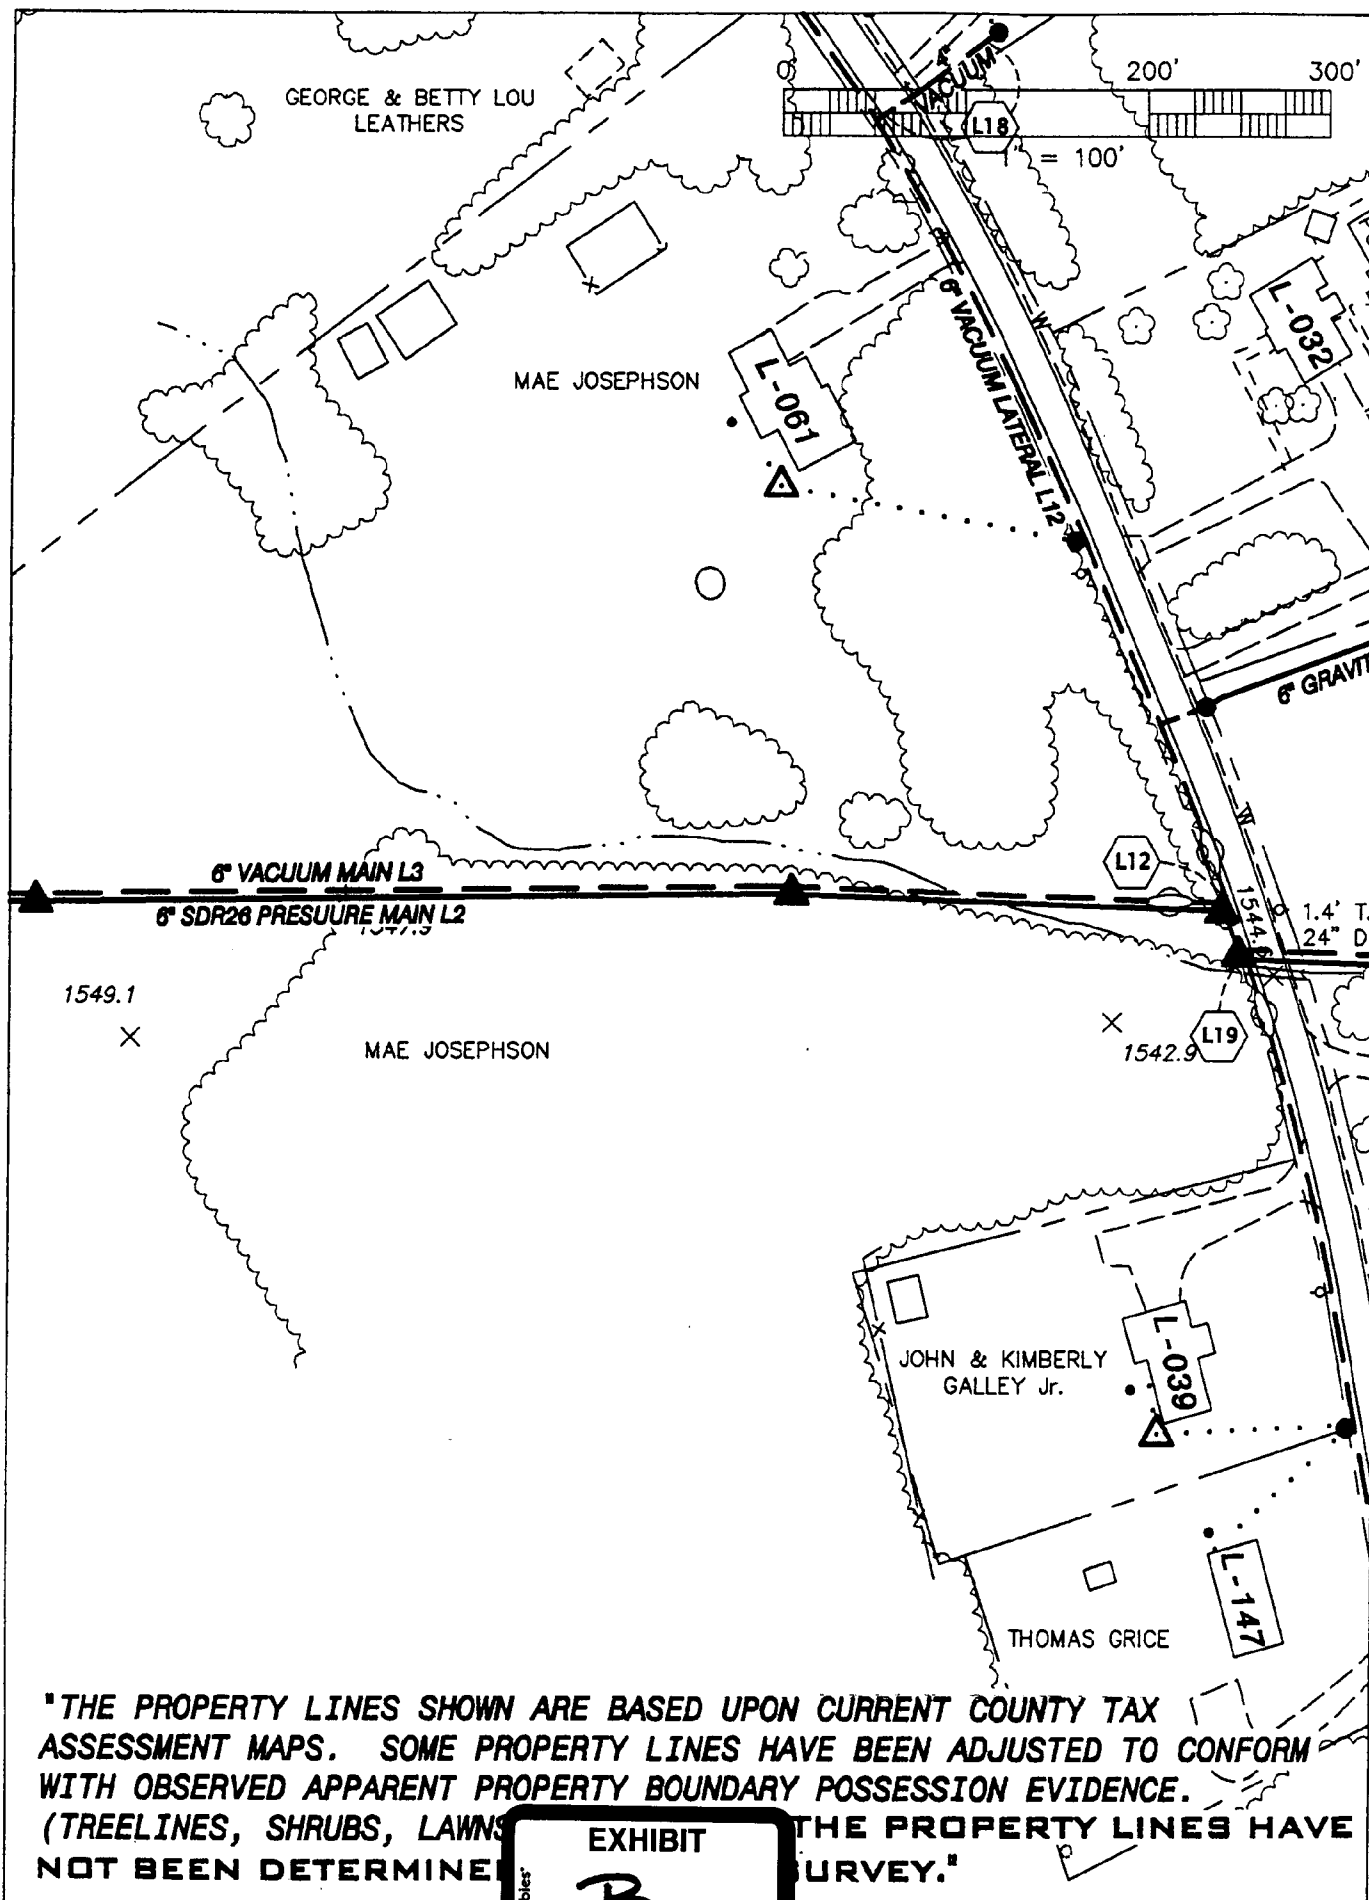 GEORGE & BETTY LOU
LEATHERS
0'
200'
300'
1" = 100'
VACUUM
L18
MAE JOSEPHSON
L-061
L-032
6" VACUUM LATERAL L12
W
6" GRAVIT
W
L12
6" VACUUM MAIN L3
6" SDR26 PRESUURE MAIN L2
1544.6
1.4' T.
24" D
1549.1
MAE JOSEPHSON
1542.9
L19
JOHN & KIMBERLY
GALLEY Jr.
L-039
L-147
THOMAS GRICE
"THE PROPERTY LINES SHOWN ARE BASED UPON CURRENT COUNTY TAX
ASSESSMENT MAPS. SOME PROPERTY LINES HAVE BEEN ADJUSTED TO CONFORM
WITH OBSERVED APPARENT PROPERTY BOUNDARY POSSESSION EVIDENCE.
(TREELINES, SHRUBS, LAWNS THE PROPERTY LINES HAVE
NOT BEEN DETERMINE SURVEY."
EXHIBIT
B